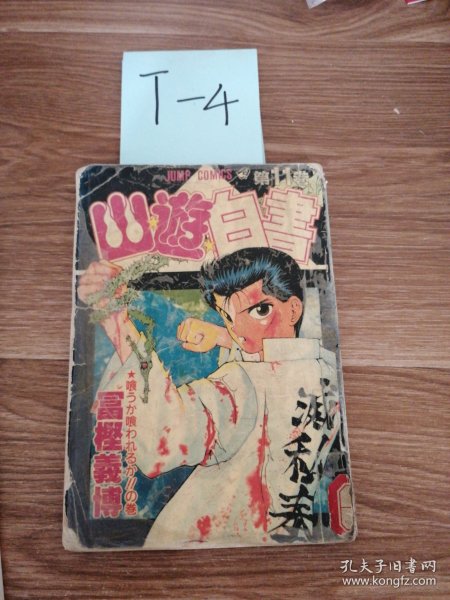 T-4
JUMP COMICS
第11巻
幽遊白書
★喰うか喰われるか!!の巻
冨樫義博
孔夫子旧书网
www.kongfz.com